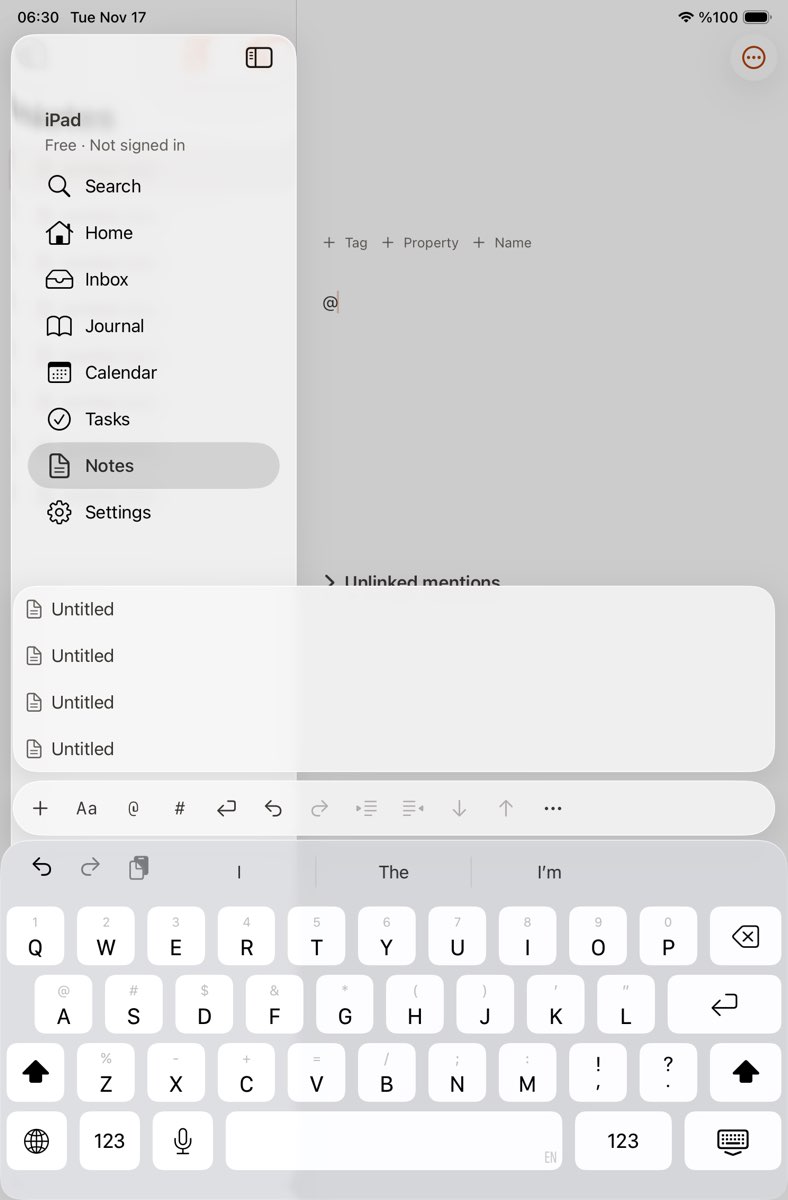 06:30 Tue Nov 17
%100
iPad
Free · Not signed in
Search
Home
Inbox
Journal
Calendar
Tasks
Notes
Settings
+ Tag + Property + Name
@
Unlinked mentions
Untitled
Untitled
Untitled
Untitled
+ Aa @ #
I The I'm
1 2 3 4 5 6 7 8 9 0
Q W E R T Y U I O P
@ # $ & * ( ) ' "
A S D F G H J K L
% - + = / ; : ! ?
Z X C V B N M , .
123 EN 123